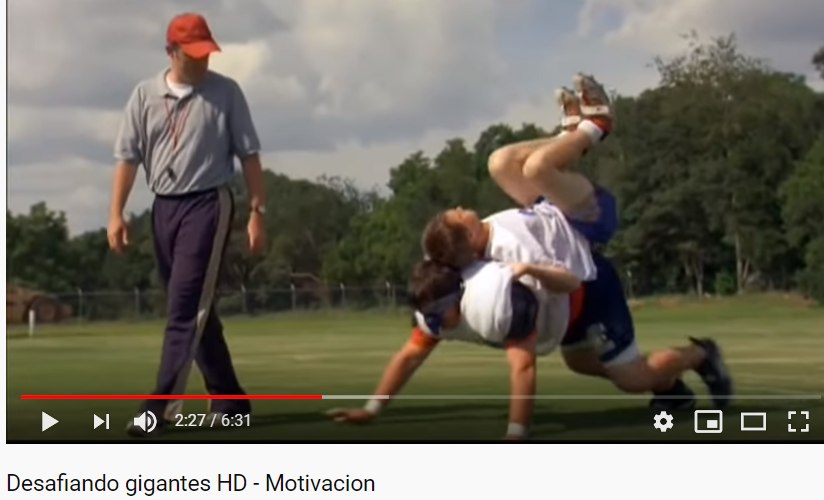 2:27 / 6:31
Desafiando gigantes HD - Motivacion